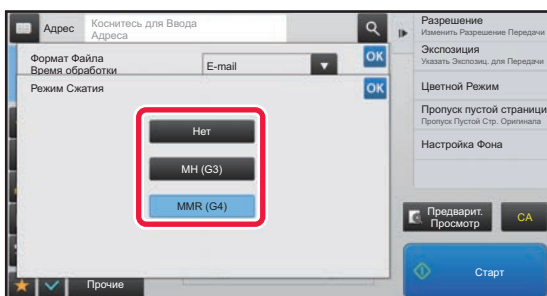 Адрес
Коснитесь для Ввода
Адреса
Формат Файла
Время обработки
E-mail
OK
Режим Сжатия
OK
Нет
MH (G3)
MMR (G4)
Прочие
Разрешение
Изменить Разрешение Передачи
Экспозиция
Указать Экспозиц. для Передачи
Цветной Режим
Пропуск пустой страници
Пропуск Пустой Стр. Оригинала
Настройка Фона
Предварит.
Просмотр
CA
Старт